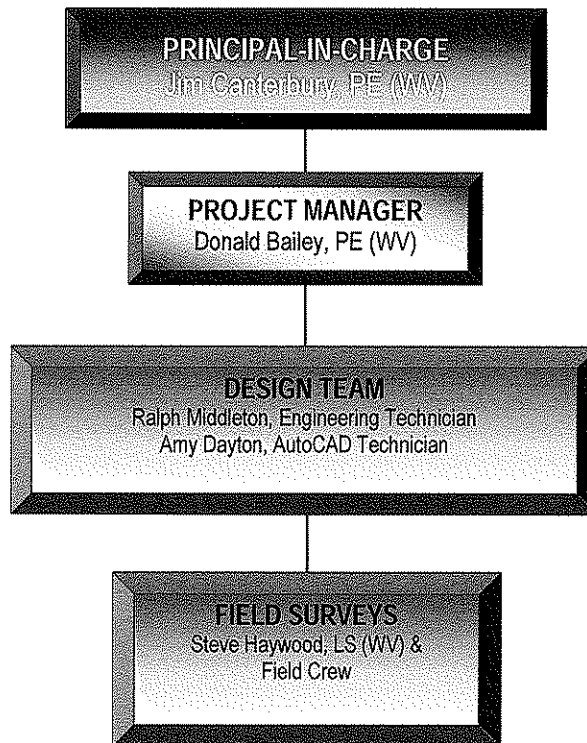 PRINCIPAL-IN-CHARGE
Jim Canterbury, PE (WV)
PROJECT MANAGER
Donald Bailey, PE (WV)
DESIGN TEAM
Ralph Middleton, Engineering Technician
Amy Dayton, AutoCAD Technician
FIELD SURVEYS
Steve Haywood, LS (WV) &
Field Crew